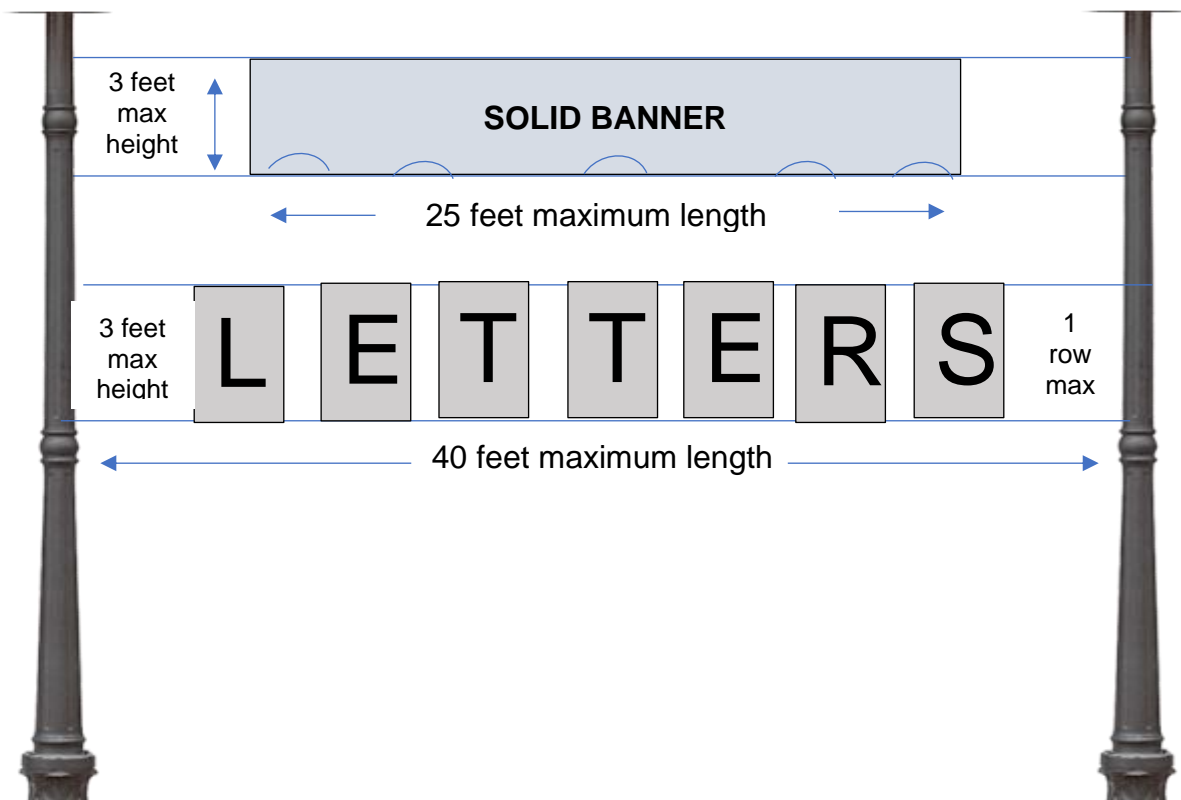 3 feet
max
height
SOLID BANNER
25 feet maximum length
3 feet
max
height
L E T T E R S
1
row
max
40 feet maximum length